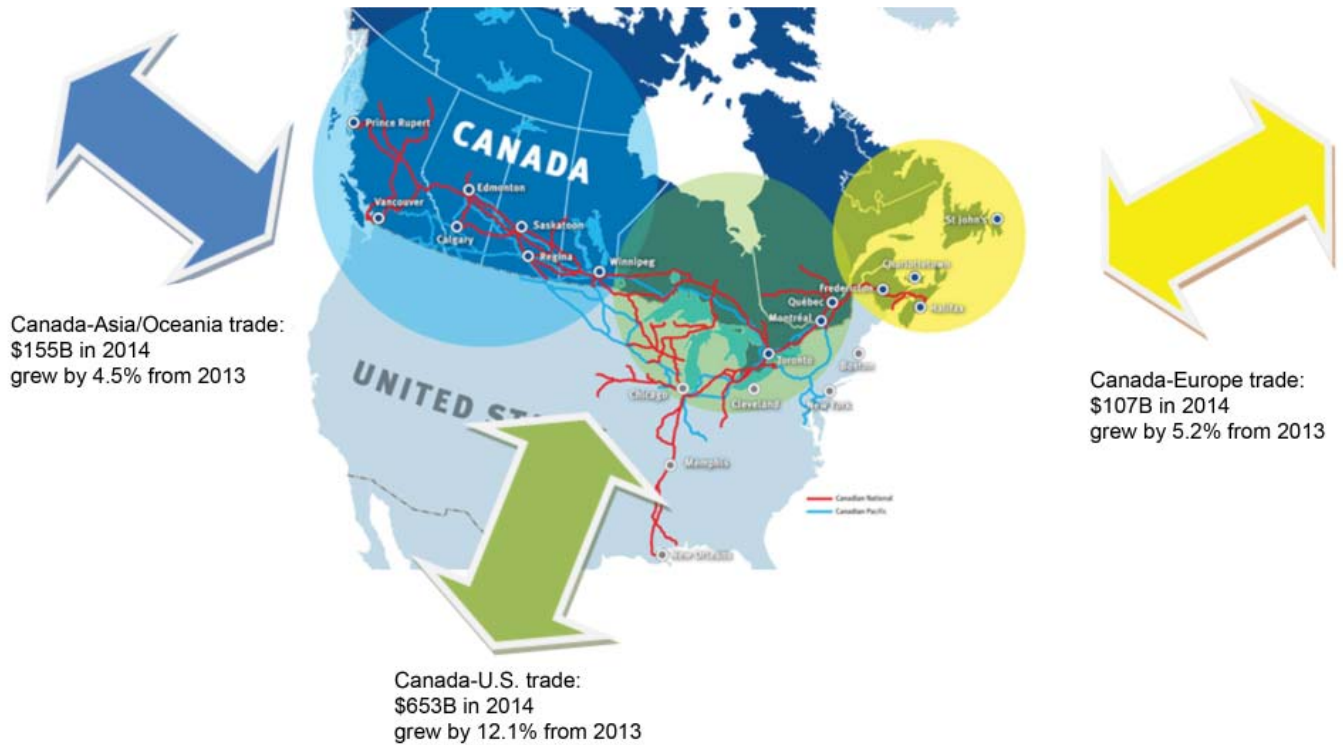 Prince Rupert
CANADA
Edmonton
Vancouver
Calgary
Saskatoon
Regina
Winnipeg
St John's
Charlottetown
Fredericton
Québec
Halifax
Montréal
Toronto
Boston
UNITED ST
Chicago
Cleveland
New York
Memphis
Canadian National
Canadian Pacific
New Orleans
Canada-Asia/Oceania trade:
$155B in 2014
grew by 4.5% from 2013
Canada-Europe trade:
$107B in 2014
grew by 5.2% from 2013
Canada-U.S. trade:
$653B in 2014
grew by 12.1% from 2013